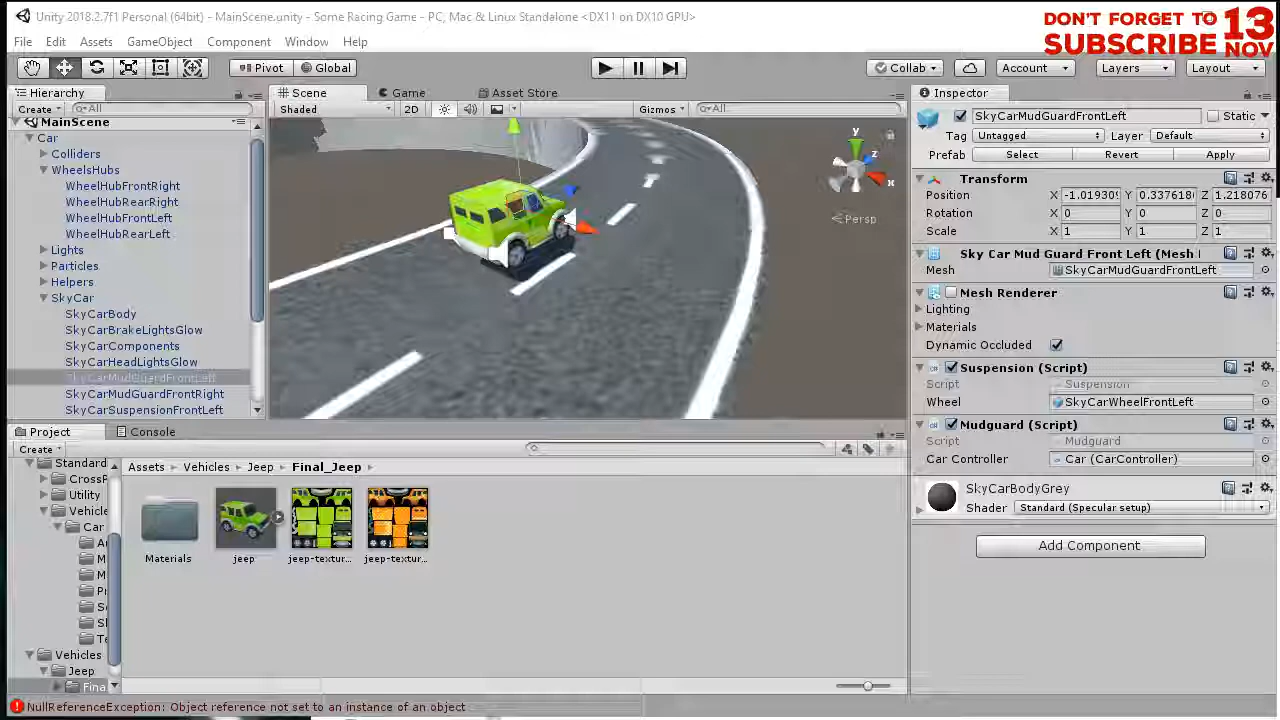 Unity 2018.2.7f1 Personal (64bit) - MainScene.unity - Some Racing Game - PC, Mac & Linux Standalone <DX11 on DX10 GPU>
DON'T FORGET TO
SUBSCRIBE
13
NOV
File Edit Assets GameObject Component Window Help
Pivot Global Collab Account Layers Layout
Hierarchy
Create All
MainScene
Car
Colliders
WheelsHubs
WheelHubFrontRight
WheelHubRearRight
WheelHubFrontLeft
WheelHubRearLeft
Lights
Particles
Helpers
SkyCar
SkyCarBody
SkyCarBrakeLightsGlow
SkyCarComponents
SkyCarHeadLightsGlow
SkyCarMudGuardFrontLeft
SkyCarMudGuardFrontRight
SkyCarSuspensionFrontLeft
Scene Game Asset Store
Shaded 2D Gizmos All
y
z
x
Persp
Inspector
SkyCarMudGuardFrontLeft Static
Tag Untagged Layer Default
Prefab Select Revert Apply
Transform
Position X -1.01930 Y 0.337618 Z 1.218076
Rotation X 0 Y 0 Z 0
Scale X 1 Y 1 Z 1
Sky Car Mud Guard Front Left (Mesh
Mesh SkyCarMudGuardFrontLeft
Mesh Renderer
Lighting
Materials
Dynamic Occluded
Suspension (Script)
Script Suspension
Wheel SkyCarWheelFrontLeft
Mudguard (Script)
Script Mudguard
Car Controller Car (CarController)
SkyCarBodyGrey
Shader Standard (Specular setup)
Add Component
Project Console
Create
Standard
CrossP
Utility
Vehicle
Car
A
M
M
P
S
S
T
Vehicles
Jeep
Fina
Assets Vehicles Jeep Final_Jeep
Materials jeep jeep-textur... jeep-textur...
NullReferenceException: Object reference not set to an instance of an object